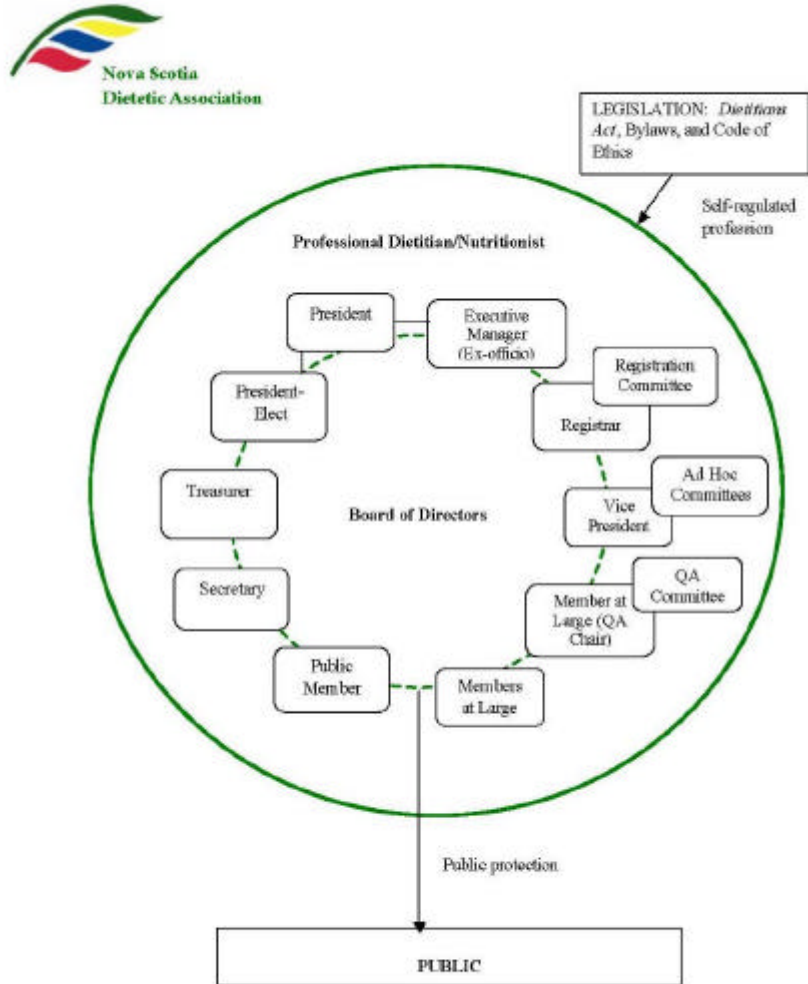 Nova Scotia
Dietetic Association
LEGISLATION: Dietitians
Act, Bylaws, and Code of
Ethics
Self-regulated
profession
Professional Dietitian/Nutritionist
President
Executive
Manager
(Ex-officio)
Registration
Committee
President-
Elect
Registrar
Ad Hoc
Committees
Treasurer
Board of Directors
Vice
President
QA
Committee
Secretary
Member at
Large (QA
Chair)
Public
Member
Members
at Large
Public protection
PUBLIC